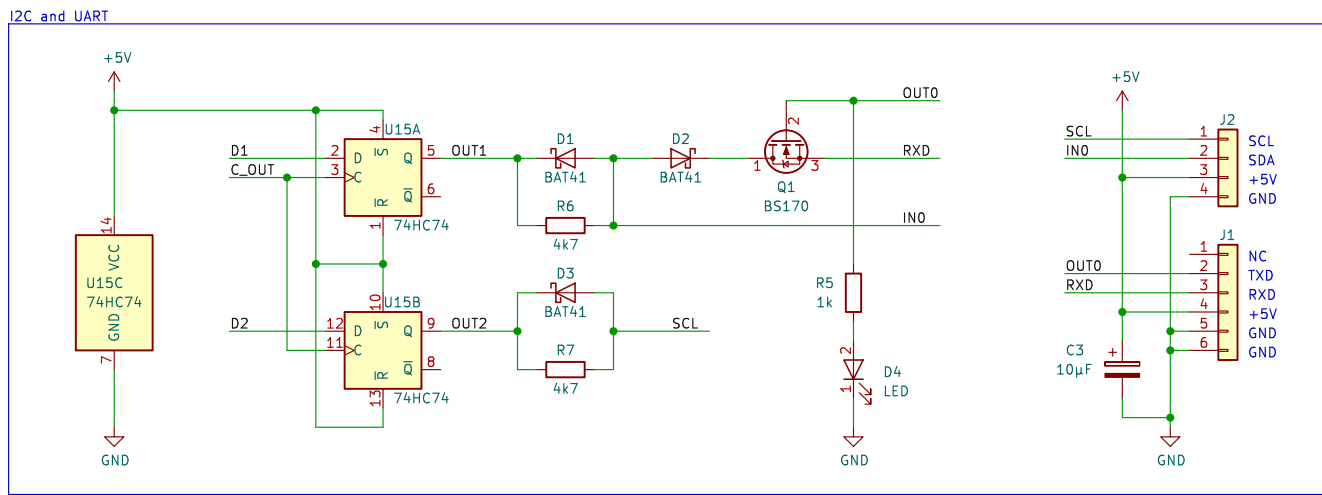 I2C and UART
+5V
VCC
14
U15C
74HC74
GND
7
GND
D1
C_OUT
2
3
4
U15A
D
C
S
Q
Q
R
5
6
1
74HC74
OUT1
D1
BAT41
R6
4k7
D2
BAT41
2
1
3
Q1
BS170
OUT0
RXD
IN0
D2
12
11
10
U15B
D
C
S
Q
Q
R
9
8
13
74HC74
OUT2
D3
BAT41
R7
4k7
SCL
R5
1k
2
1
D4
LED
GND
+5V
J2
SCL
1
SCL
IN0
2
SDA
3
+5V
4
GND
J1
1
NC
OUT0
2
TXD
RXD
3
RXD
4
+5V
5
GND
6
GND
C3
10µF
+
GND